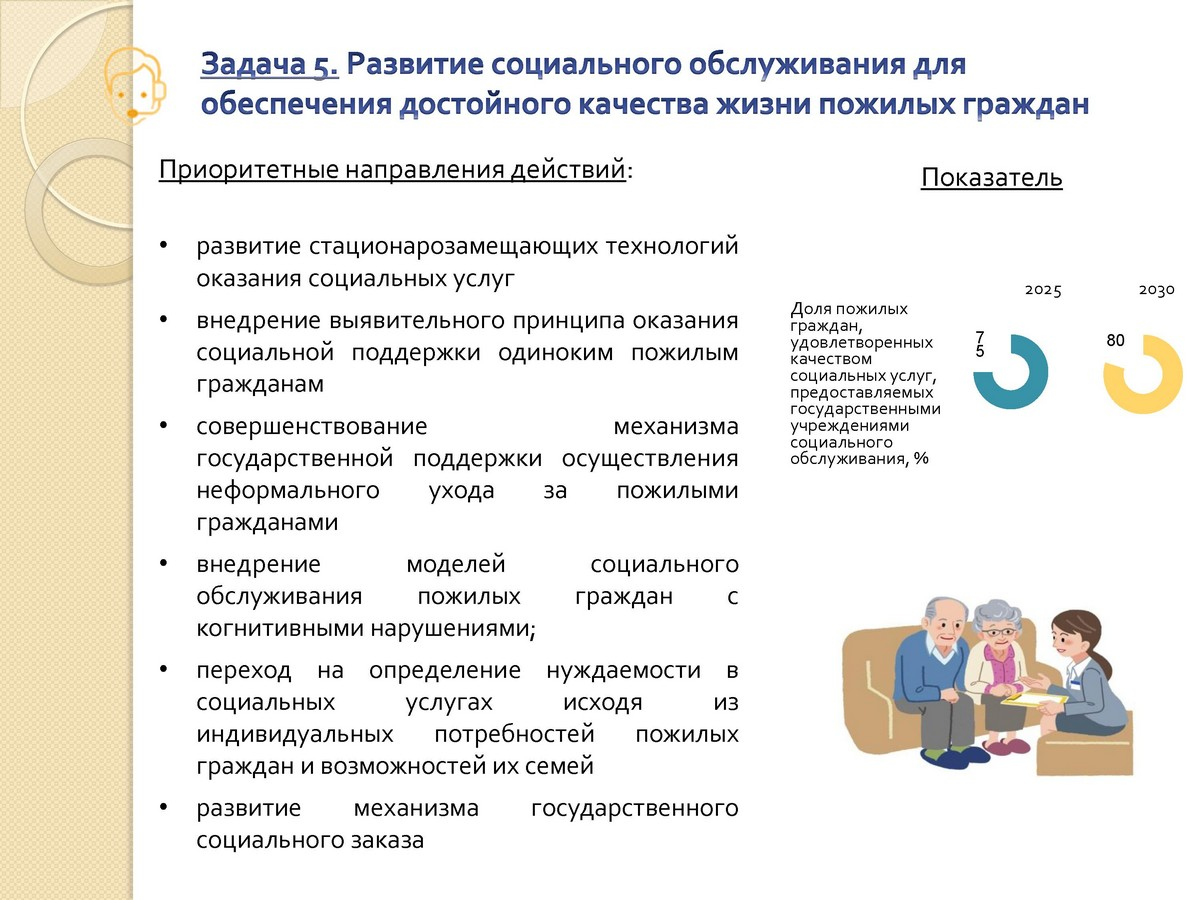 Задача 5. Развитие социального обслуживания для
обеспечения достойного качества жизни пожилых граждан
Приоритетные направления действий:
• развитие стационарозамещающих технологий
оказания социальных услуг
• внедрение выявительного принципа оказания
социальной поддержки одиноким пожилым
гражданам
• совершенствование механизма
государственной поддержки осуществления
неформального ухода за пожилыми
гражданами
• внедрение моделей социального
обслуживания пожилых граждан с
когнитивными нарушениями;
• переход на определение нуждаемости в
социальных услугах исходя из
индивидуальных потребностей пожилых
граждан и возможностей их семей
• развитие механизма государственного
социального заказа
Показатель
2025 2030
Доля пожилых
граждан,
удовлетворенных
качеством
социальных услуг,
предоставляемых
государственными
учреждениями
социального
обслуживания, %
7
5
80